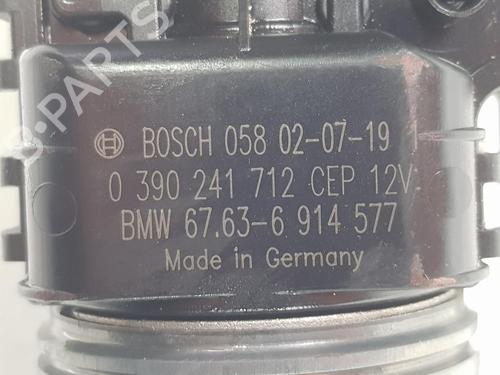 B-PARTS
BOSCH 058 02-07-19 1
0 390 241 712 CEP 12V
BMW 67.63-6 914 577
Made in Germany